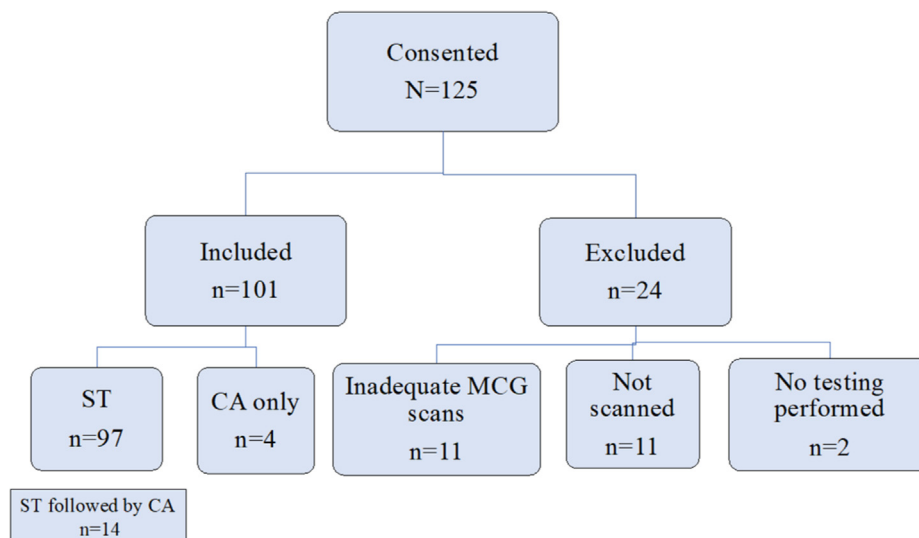 Consented
N=125
Included
n=101
Excluded
n=24
ST
n=97
CA only
n=4
Inadequate MCG
scans
n=11
Not
scanned
n=11
No testing
performed
n=2
ST followed by CA
n=14